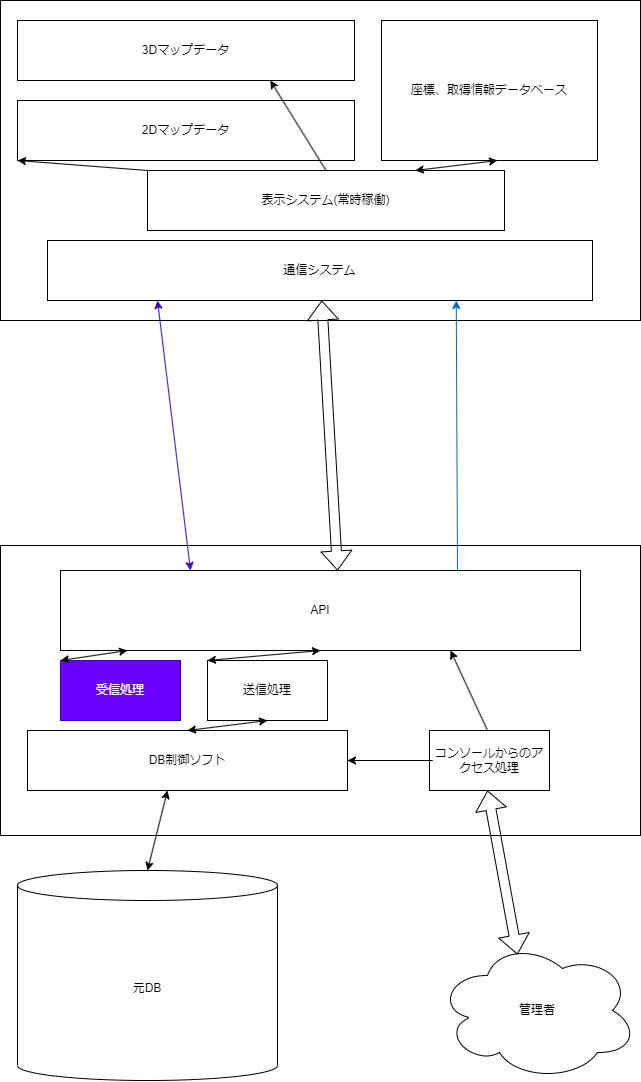 3Dマップデータ
座標、取得情報データベース
2Dマップデータ
表示システム(常時稼働)
通信システム
API
受信処理
送信処理
DB制御ソフト
コンソールからのア
クセス処理
元DB
管理者